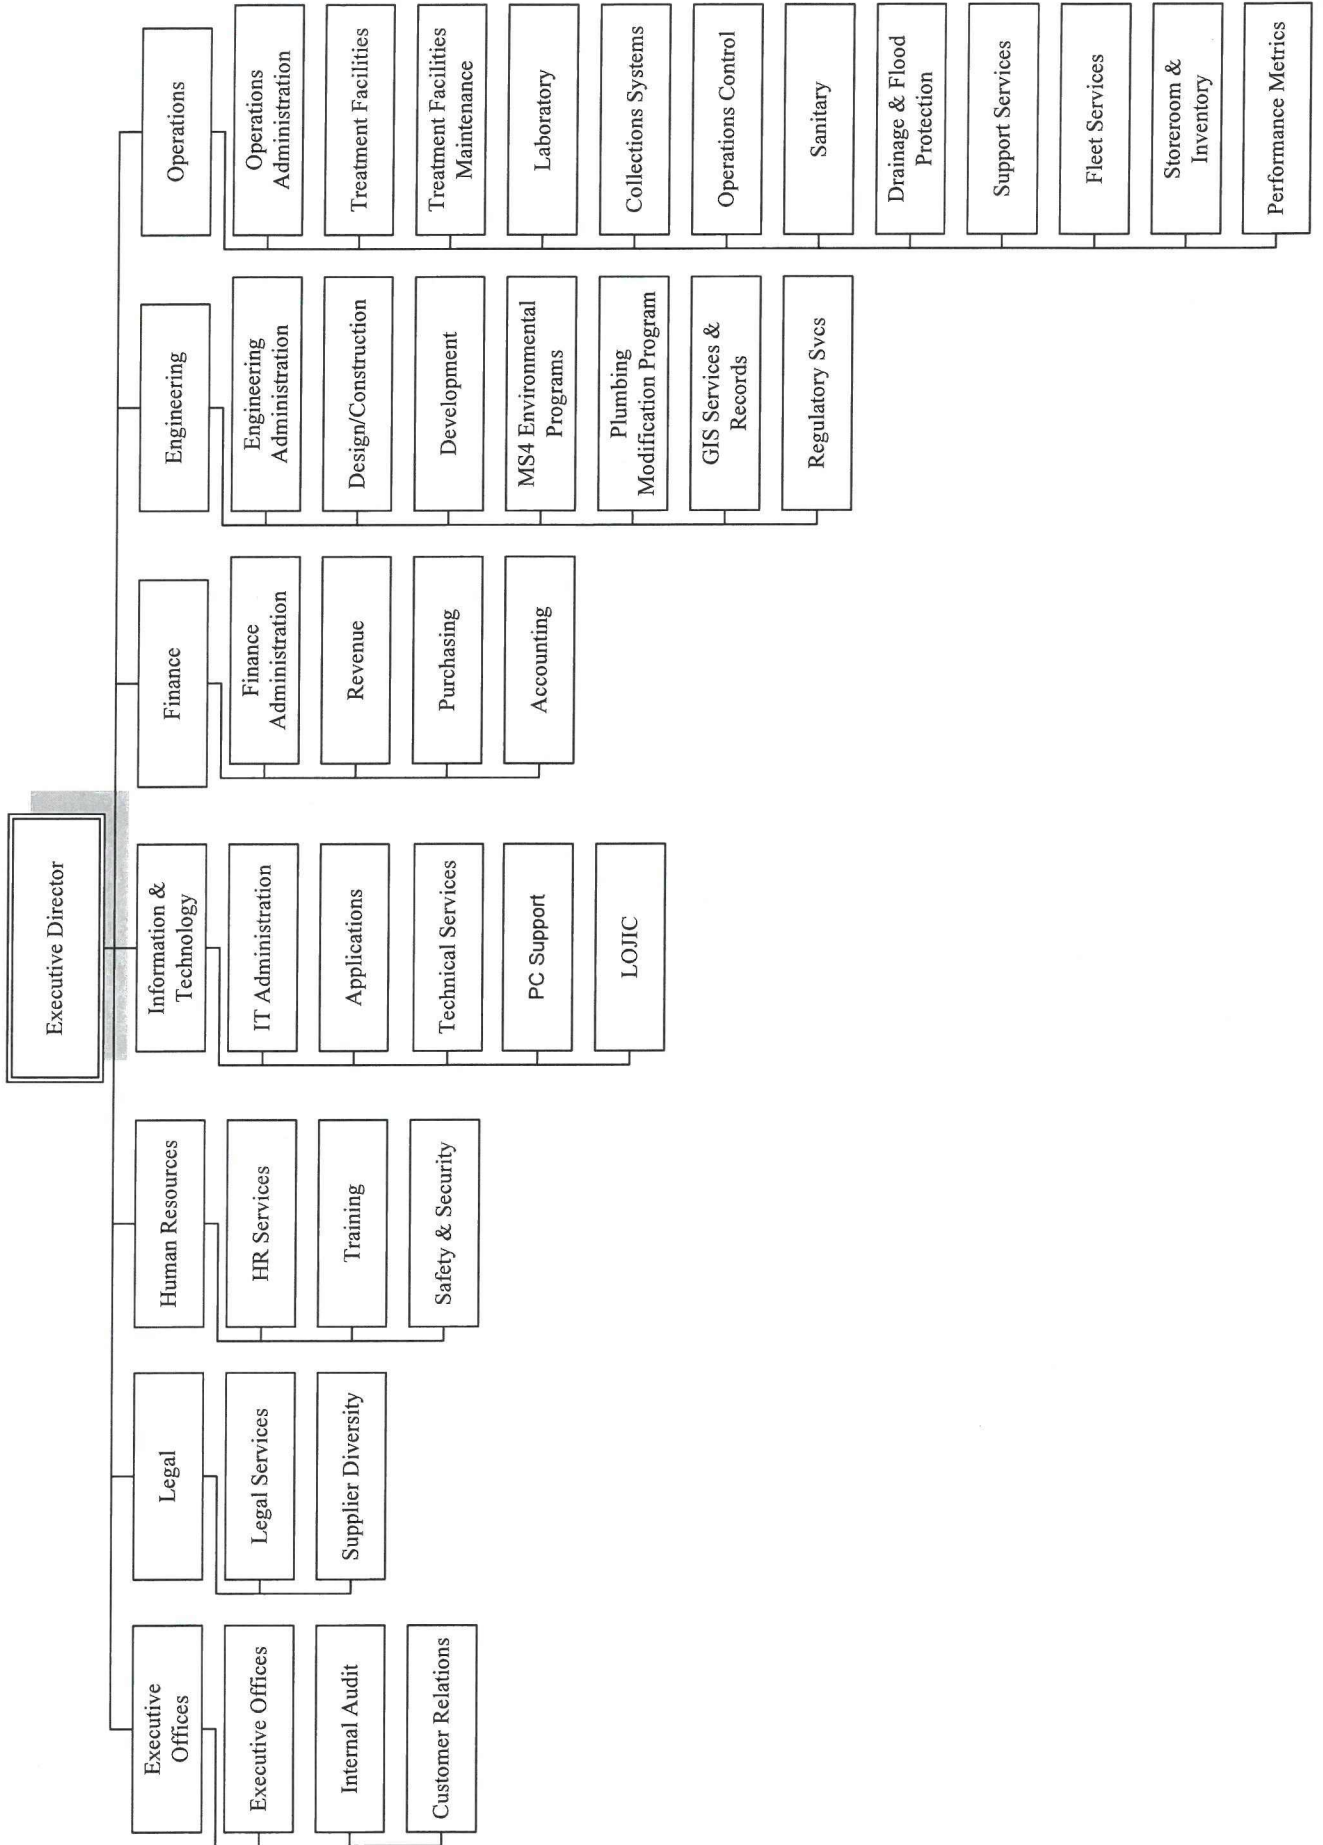 Executive Director
Executive
Offices
Executive Offices
Internal Audit
Customer Relations
Legal
Legal Services
Supplier Diversity
Human Resources
HR Services
Training
Safety & Security
Information &
Technology
IT Administration
Applications
Technical Services
PC Support
LOJIC
Finance
Finance
Administration
Revenue
Purchasing
Accounting
Engineering
Engineering
Administration
Design/Construction
Development
MS4 Environmental
Programs
Plumbing
Modification Program
GIS Services &
Records
Regulatory Svcs
Operations
Operations
Administration
Treatment Facilities
Treatment Facilities
Maintenance
Laboratory
Collections Systems
Operations Control
Sanitary
Drainage & Flood
Protection
Support Services
Fleet Services
Storeroom &
Inventory
Performance Metrics